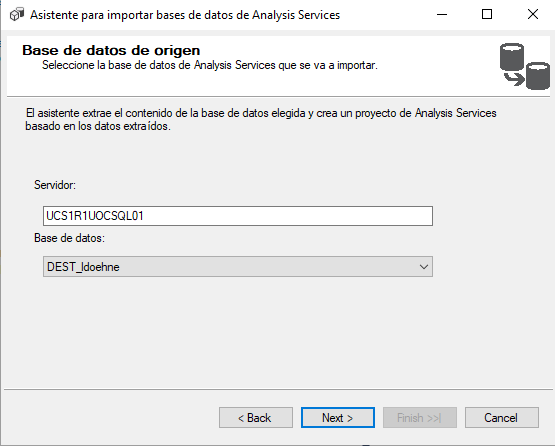 Asistente para importar bases de datos de Analysis Services
Base de datos de origen
Seleccione la base de datos de Analysis Services que se va a importar.
El asistente extrae el contenido de la base de datos elegida y crea un proyecto de Analysis Services
basado en los datos extraídos.
Servidor:
UCS1R1UOCSQL01
Base de datos:
DEST_ldoehne
< Back
Next >
Finish >>|
Cancel